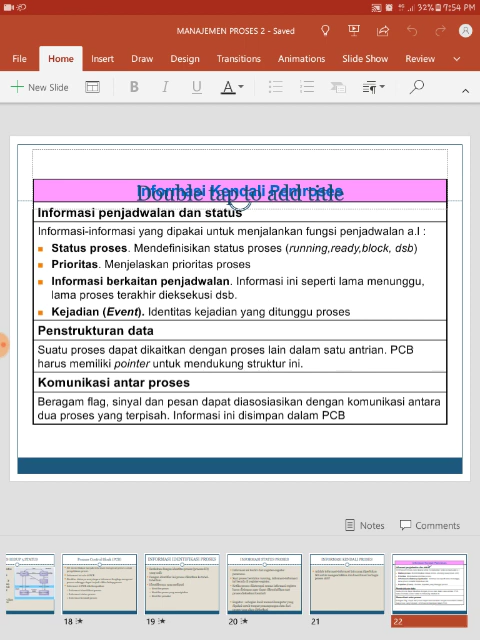 32% 7:54 PM
MANAJEMEN PROSES 2 - Saved
File Home Insert Draw Design Transitions Animations Slide Show Review
New Slide B I U A
Informasi Kendali Pemroses
Double tap to add title
Informasi penjadwalan dan status
Informasi-informasi yang dipakai untuk menjalankan fungsi penjadwalan a.l :
Status proses. Mendefinisikan status proses (running,ready,block, dsb)
Prioritas. Menjelaskan prioritas proses
Informasi berkaitan penjadwalan. Informasi ini seperti lama menunggu,
lama proses terakhir dieksekusi dsb.
Kejadian (Event). Identitas kejadian yang ditunggu proses
Penstrukturan data
Suatu proses dapat dikaitkan dengan proses lain dalam satu antrian. PCB
harus memiliki pointer untuk mendukung struktur ini.
Komunikasi antar proses
Beragam flag, sinyal dan pesan dapat diasosiasikan dengan komunikasi antara
dua proses yang terpisah. Informasi ini disimpan dalam PCB
Notes Comments
18 19 20 21 22